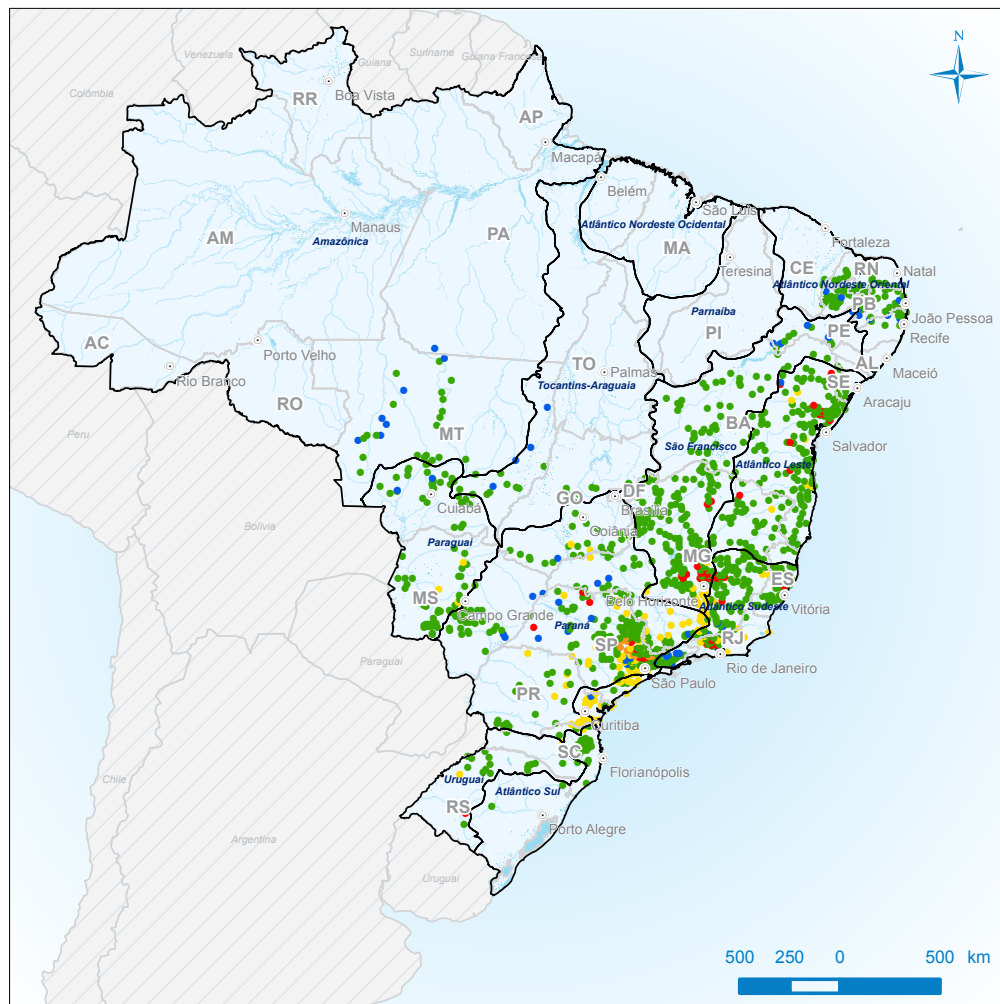 N
Venezuela
Suriname
Guiana Francesa
Guiana
Colômbia
RR
Boa Vista
AP
Macapá
Belém
São Luís
Atlântico Nordeste Ocidental
Manaus
AM
Amazônica
PA
MA
Fortaleza
Teresina
CE
RN
Natal
Atlântico Nordeste Oriental
PB
João Pessoa
Parnaíba
PI
PE
Recife
AC
Porto Velho
Rio Branco
TO
Palmas
AL
Maceió
Tocantins-Araguaia
SE
Aracaju
RO
BA
Peru
MT
São Francisco
Salvador
Atlântico Leste
GO
DF
Brasília
Cuiabá
Goiânia
Bolívia
Paraguai
MG
ES
MS
Belo Horizonte
Atlântico Sudeste
Vitória
Campo Grande
Paraná
SP
RJ
Rio de Janeiro
Paraguai
São Paulo
PR
Curitiba
SC
Florianópolis
Chile
Uruguai
Atlântico Sul
RS
Porto Alegre
Argentina
Uruguai
500 250 0 500 km